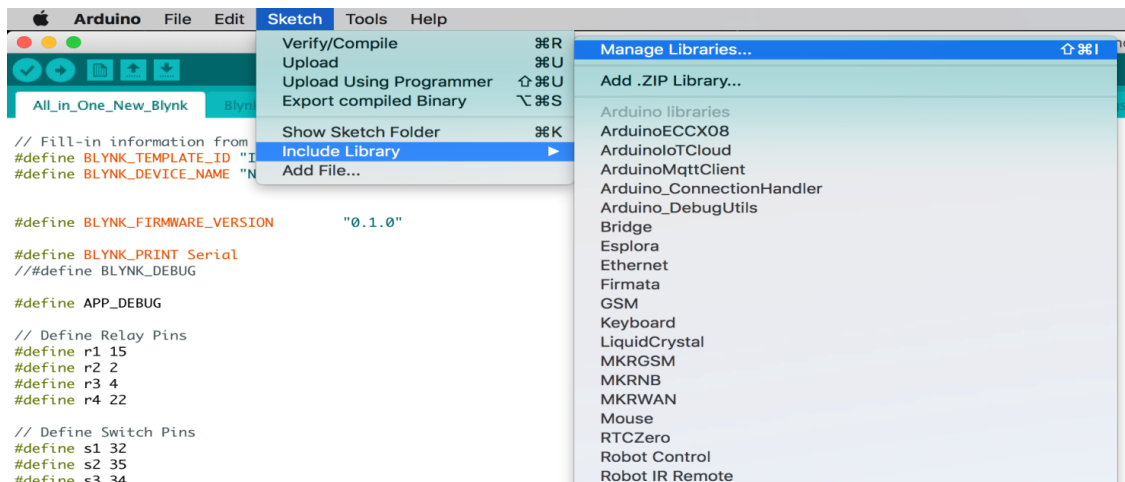 Arduino File Edit Sketch Tools Help
Verify/Compile ⌘R
Upload ⌘U
Upload Using Programmer ⇧⌘U
Export compiled Binary ⌥⌘S
Show Sketch Folder ⌘K
Include Library ▶
Add File...
Manage Libraries... ⇧⌘I
Add .ZIP Library...
Arduino libraries
ArduinoECCX08
ArduinoIoTCloud
ArduinoMqttClient
Arduino_ConnectionHandler
Arduino_DebugUtils
Bridge
Esplora
Ethernet
Firmata
GSM
Keyboard
LiquidCrystal
MKRGSM
MKRNB
MKRWAN
Mouse
RTCZero
Robot Control
Robot IR Remote
All_in_One_New_Blynk Blyn
// Fill-in information from
#define BLYNK_TEMPLATE_ID "I
#define BLYNK_DEVICE_NAME "N
#define BLYNK_FIRMWARE_VERSION "0.1.0"
#define BLYNK_PRINT Serial
//#define BLYNK_DEBUG
#define APP_DEBUG
// Define Relay Pins
#define r1 15
#define r2 2
#define r3 4
#define r4 22
// Define Switch Pins
#define s1 32
#define s2 35
#define s3 34